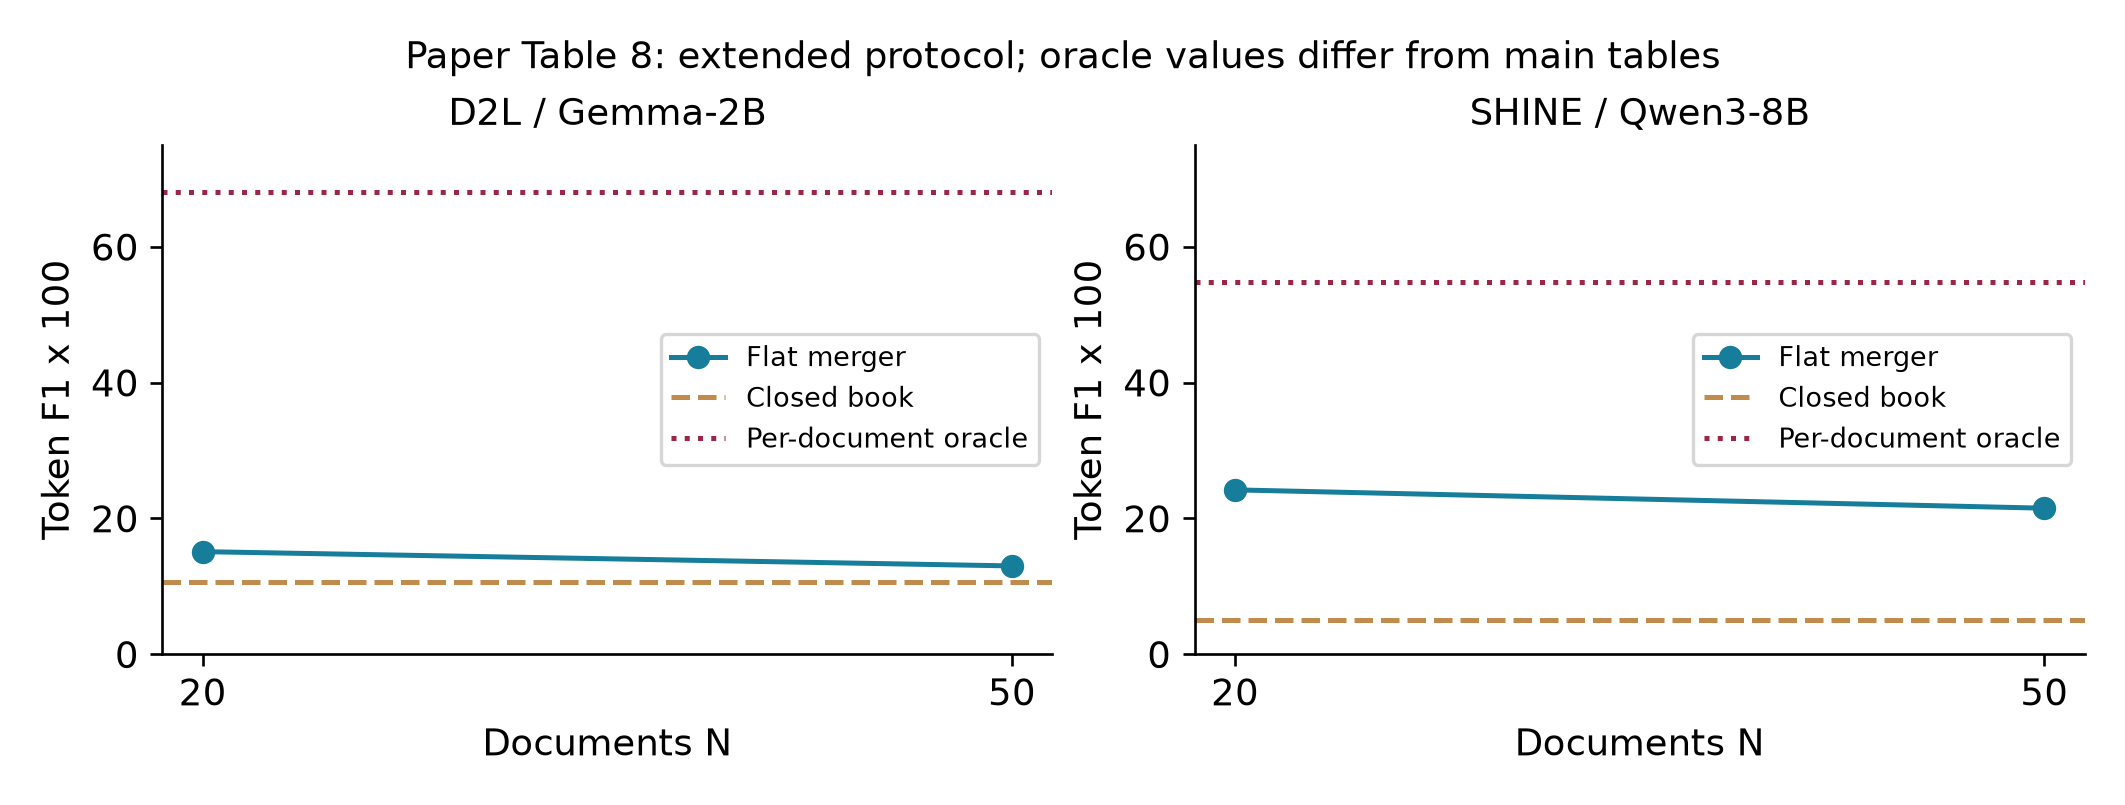 Paper Table 8: extended protocol; oracle values differ from main tables
D2L / Gemma-2B
Token F1 x 100
60
40
20
0
Flat merger
Closed book
Per-document oracle
20
50
Documents N
SHINE / Qwen3-8B
Token F1 x 100
60
40
20
0
Flat merger
Closed book
Per-document oracle
20
50
Documents N